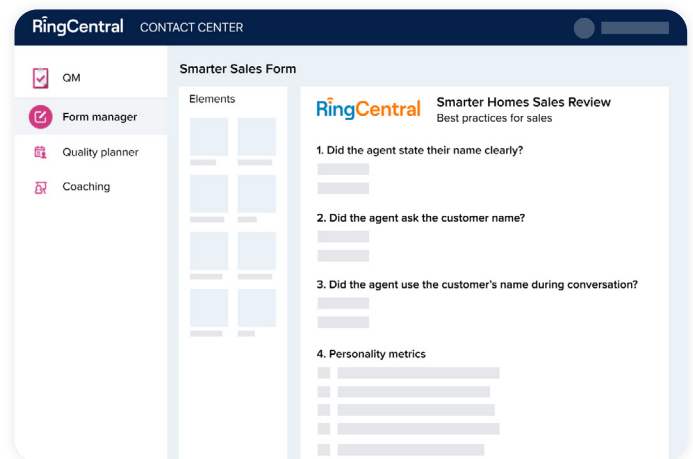 RingCentral CONTACT CENTER
QM
Form manager
Quality planner
Coaching
Smarter Sales Form
Elements
RingCentral
Smarter Homes Sales Review
Best practices for sales
1. Did the agent state their name clearly?
2. Did the agent ask the customer name?
3. Did the agent use the customer’s name during conversation?
4. Personality metrics